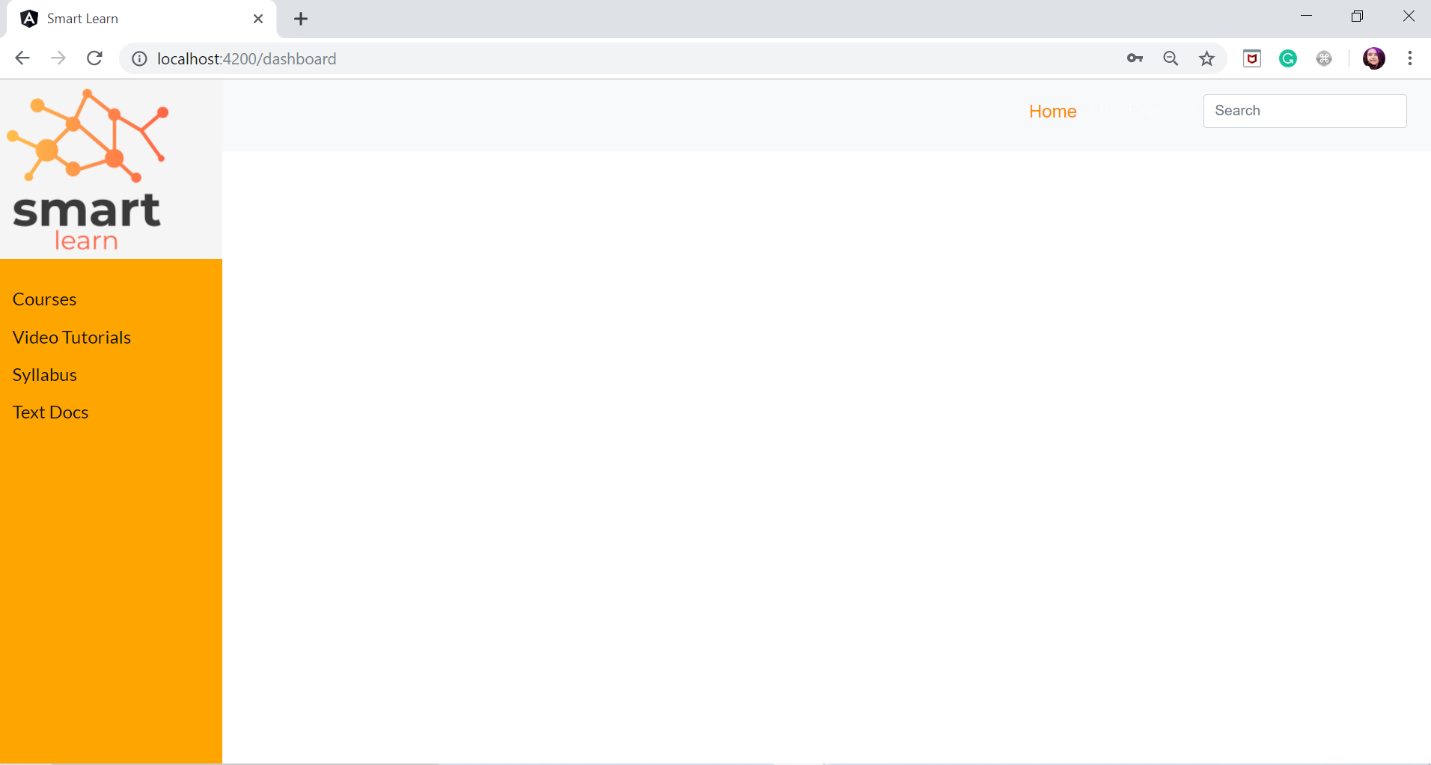 Smart Learn
localhost:4200/dashboard
Home
Search
smart
learn
Courses
Video Tutorials
Syllabus
Text Docs